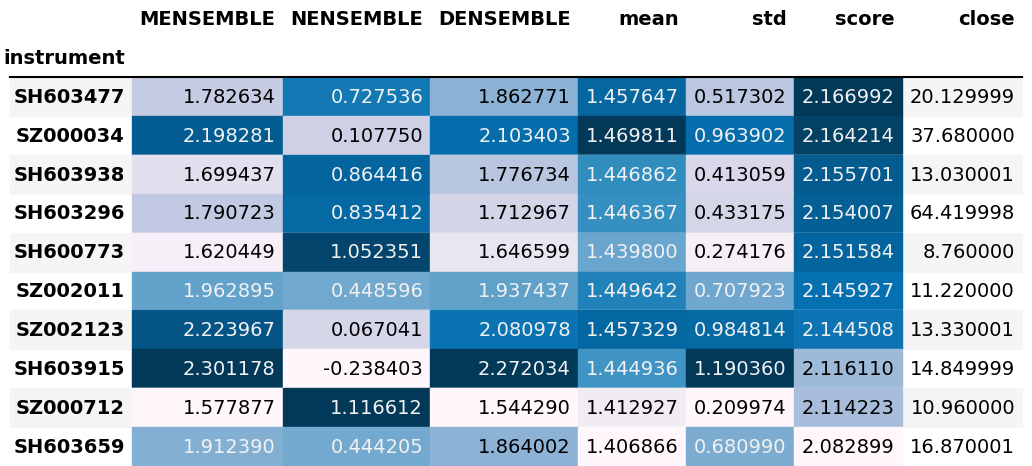 MENSEMBLE NENSEMBLE DENSEMBLE mean std score close
instrument
SH603477 1.782634 0.727536 1.862771 1.457647 0.517302 2.166992 20.129999
SZ000034 2.198281 0.107750 2.103403 1.469811 0.963902 2.164214 37.680000
SH603938 1.699437 0.864416 1.776734 1.446862 0.413059 2.155701 13.030001
SH603296 1.790723 0.835412 1.712967 1.446367 0.433175 2.154007 64.419998
SH600773 1.620449 1.052351 1.646599 1.439800 0.274176 2.151584 8.760000
SZ002011 1.962895 0.448596 1.937437 1.449642 0.707923 2.145927 11.220000
SZ002123 2.223967 0.067041 2.080978 1.457329 0.984814 2.144508 13.330001
SH603915 2.301178 -0.238403 2.272034 1.444936 1.190360 2.116110 14.849999
SZ000712 1.577877 1.116612 1.544290 1.412927 0.209974 2.114223 10.960000
SH603659 1.912390 0.444205 1.864002 1.406866 0.680990 2.082899 16.870001